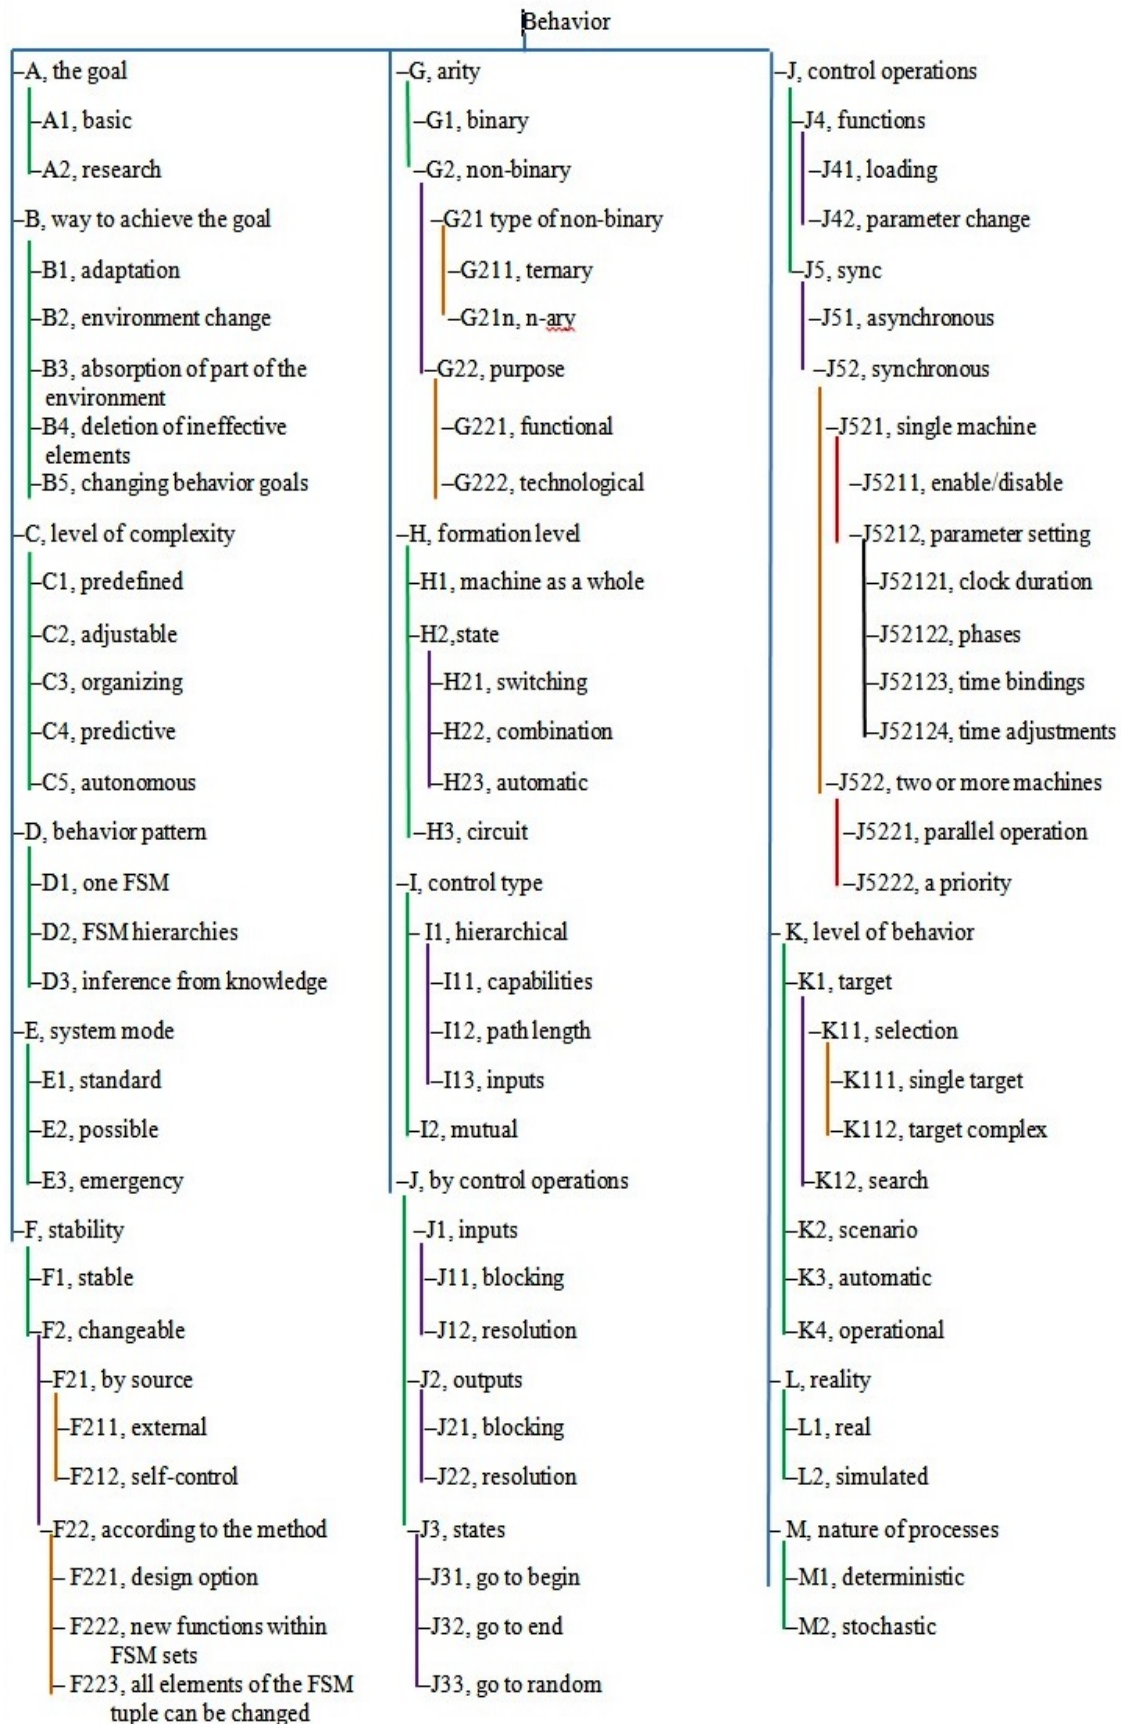 Behavior
–A, the goal
–A1, basic
–A2, research
–B, way to achieve the goal
–B1, adaptation
–B2, environment change
–B3, absorption of part of the
environment
–B4, deletion of ineffective
elements
–B5, changing behavior goals
–C, level of complexity
–C1, predefined
–C2, adjustable
–C3, organizing
–C4, predictive
–C5, autonomous
–D, behavior pattern
–D1, one FSM
–D2, FSM hierarchies
–D3, inference from knowledge
–E, system mode
–E1, standard
–E2, possible
–E3, emergency
–F, stability
–F1, stable
–F2, changeable
–F21, by source
–F211, external
–F212, self-control
–F22, according to the method
– F221, design option
– F222, new functions within
FSM sets
– F223, all elements of the FSM
tuple can be changed
–G, arity
–G1, binary
–G2, non-binary
–G21 type of non-binary
–G211, ternary
–G21n, n-ary
–G22, purpose
–G221, functional
–G222, technological
–H, formation level
–H1, machine as a whole
–H2,state
–H21, switching
–H22, combination
–H23, automatic
–H3, circuit
–I, control type
– I1, hierarchical
–I11, capabilities
–I12, path length
–I13, inputs
–I2, mutual
–J, by control operations
–J1, inputs
–J11, blocking
–J12, resolution
–J2, outputs
–J21, blocking
–J22, resolution
–J3, states
–J31, go to begin
–J32, go to end
–J33, go to random
–J, control operations
–J4, functions
–J41, loading
–J42, parameter change
–J5, sync
–J51, asynchronous
–J52, synchronous
–J521, single machine
–J5211, enable/disable
–J5212, parameter setting
–J52121, clock duration
–J52122, phases
–J52123, time bindings
–J52124, time adjustments
–J522, two or more machines
–J5221, parallel operation
–J5222, a priority
– K, level of behavior
–K1, target
–K11, selection
–K111, single target
–K112, target complex
–K12, search
–K2, scenario
–K3, automatic
–K4, operational
– L, reality
–L1, real
–L2, simulated
– M, nature of processes
–M1, deterministic
–M2, stochastic